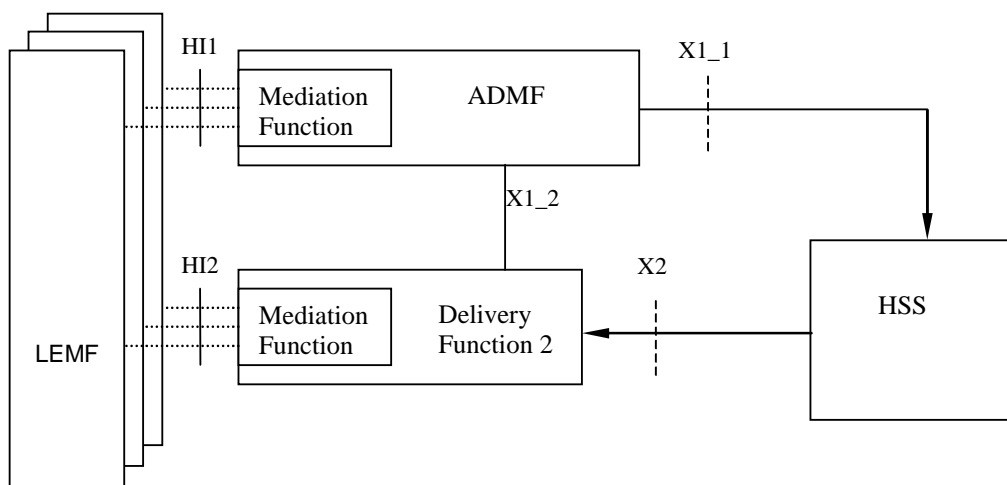 HI1
Mediation
Function
ADMF
X1_1
X1_2
HI2
Mediation
Function
Delivery
Function 2
X2
HSS
LEMF